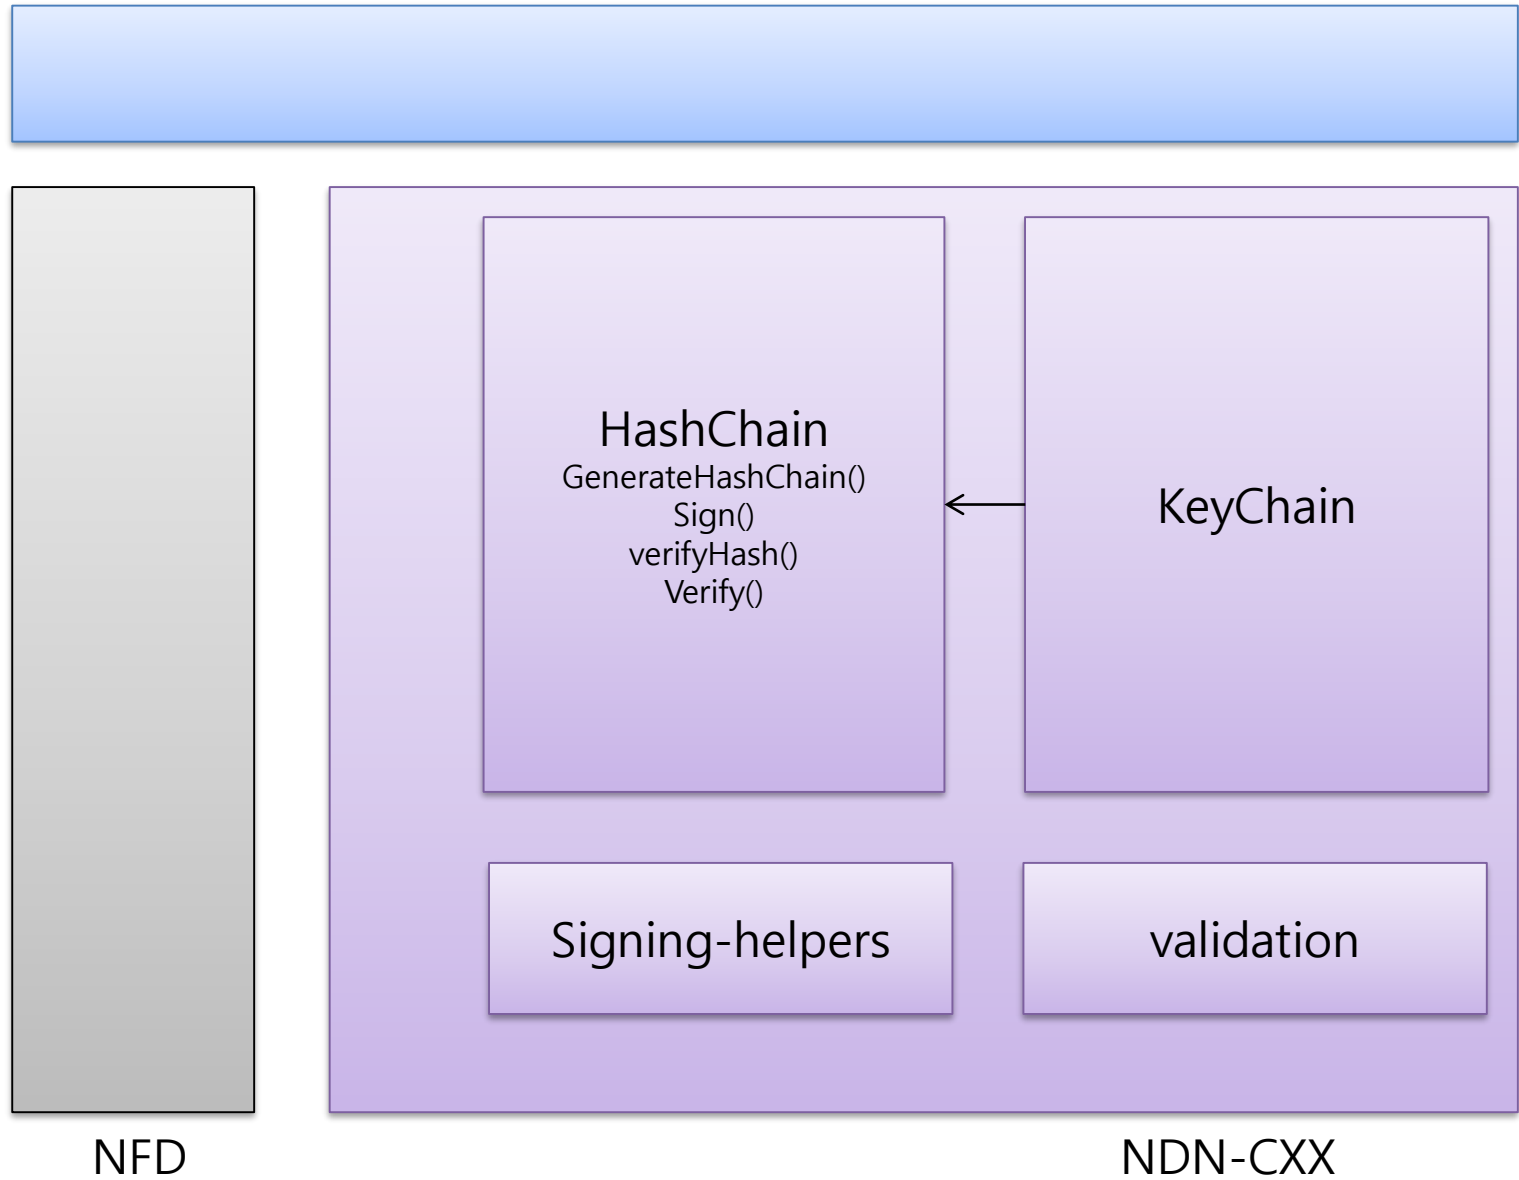 HashChain
GenerateHashChain()
Sign()
verifyHash()
Verify()
KeyChain
Signing-helpers
validation
NFD
NDN-CXX